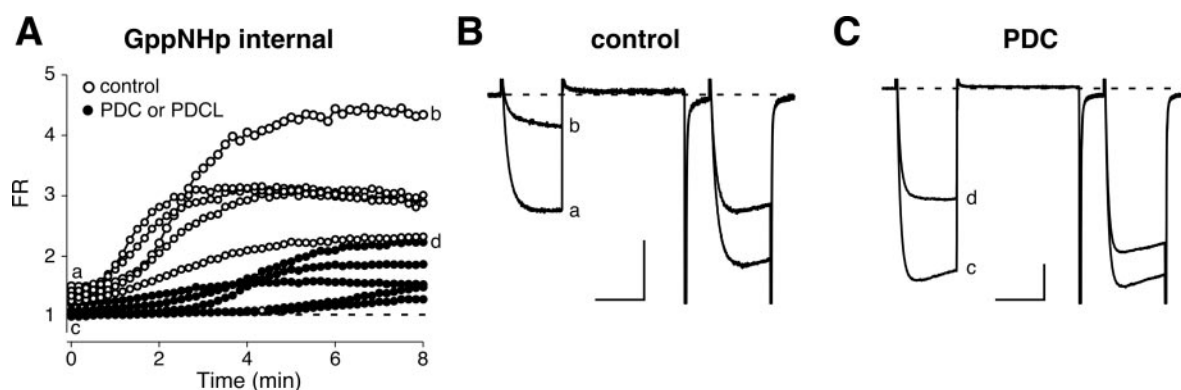 A
GppNHp internal
5
4
3
2
1
FR
control
PDC or PDCL
a
b
c
d
0
2
4
6
8
Time (min)
B
control
b
a
C
PDC
d
c